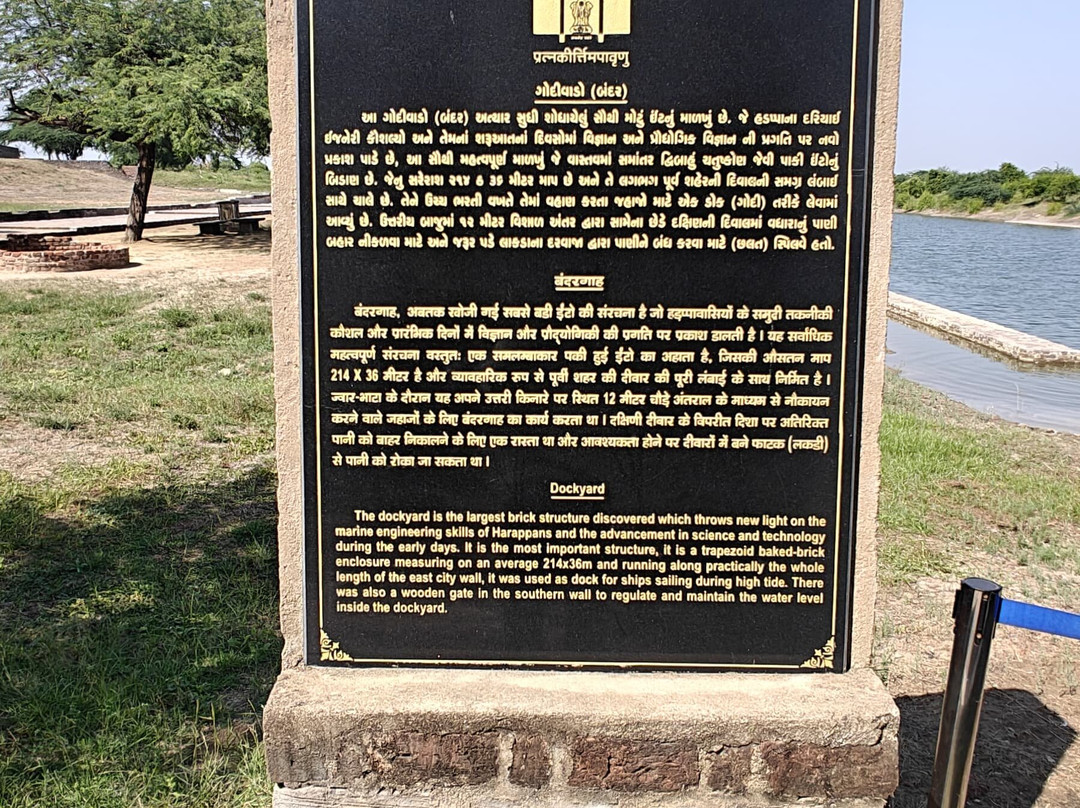 प्रत्नकीर्त्तिमपावृणु
ગોદીવાડો (બંદર)
આ ગોદીવાડો (બંદર) અત્યાર સુધી શોધાયેલું સૌથી મોટું ઈંટનું માળખું છે. જે હડપ્પાના દરિયાઈ
ઈજનેરી કૌશલ્યો અને તેમનાં શરૂઆતનાં દિવસોમાં વિજ્ઞાન અને પ્રૌદ્યોગિક વિજ્ઞાન ની પ્રગતિ પર નવો
પ્રકાશ પાડે છે, આ સૌથી મહત્વપૂર્ણ માળખું જે વાસ્તવમાં સમાંતર દ્વિબાહું ચતુષ્કોણ જેવી પાકી ઈંટોનું
બિડાણ છે. જેનુ સરેરાશ ૨૧૪ ઠ ૩૬ મીટર માપ છે અને તે લગભગ પૂર્વ શહેરની દિવાલની સમગ્ર લંબાઈ
સાથે ચાલે છે. તેને ઉચ્ચ ભરતી વખતે તેમાં વહાણ કરતા જહાજો માટે એક ડોક (ગોદી) તરીકે લેવામાં
આવ્યું છે. ઉત્તરીય બાજુમાં ૧૨ મીટર વિશાળ અંતર દ્વારા સામેના છેડે દક્ષિણની દિવાલમાં વધારાનું પાણી
બહાર નીકળવા માટે અને જરૂર પડે લાકડાના દરવાજા દ્વારા પાણીને બંધ કરવા માટે (છલત) સ્પિલવે હતો.
बंदरगाह
बंदरगाह, अबतक खोजी गई सबसे बडी ईंटो की संरचना है जो हड़प्पावासियों के समुद्री तकनीकी
कौशल और प्रारंमिक दिनों में विज्ञान और प्रौद्योगिकी की प्रगति पर प्रकाश डालती है। यह सर्वाधिक
महत्वपूर्ण संरचना वस्तुतः एक समलम्बाकार पकी हुई ईंटो का अहाता है, जिसकी औसतन माप
214 X 36 मीटर है और व्यावहारिक रुप से पूर्वी शहर की दीवार की पूरी लंबाई के साथ निर्मित है।
ज्वार-भाटा के दौरान यह अपने उत्तरी किनारे पर स्थित 12 मीटर चौड़े अंतराल के माध्यम से नौकायन
करने वाले जहाजों के लिए बंदरगाह का कार्य करता था। दक्षिणी दीवार के विपरीत दिशा पर अतिरिक्त
पानी को बाहर निकालने के लिए एक रास्ता था और आवश्यकता होने पर दीवारों में बने फाटक (लकडी)
से पानी को रोका जा सकता था।
Dockyard
The dockyard is the largest brick structure discovered which throws new light on the
marine engineering skills of Harappans and the advancement in science and technology
during the early days. It is the most important structure, it is a trapezoid baked-brick
enclosure measuring on an average 214x36m and running along practically the whole
length of the east city wall, it was used as dock for ships sailing during high tide. There
was also a wooden gate in the southern wall to regulate and maintain the water level
inside the dockyard.